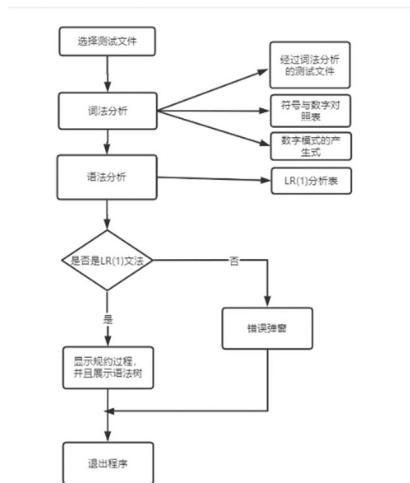 选择测试文件
经过词法分析
的测试文件
词法分析
符号与数字对
照表
数字模式的产
生式
语法分析
LR(1)分析表
是否是LR(1)文法
否
错误弹窗
是
显示规约过程，
并且展示语法树
退出程序